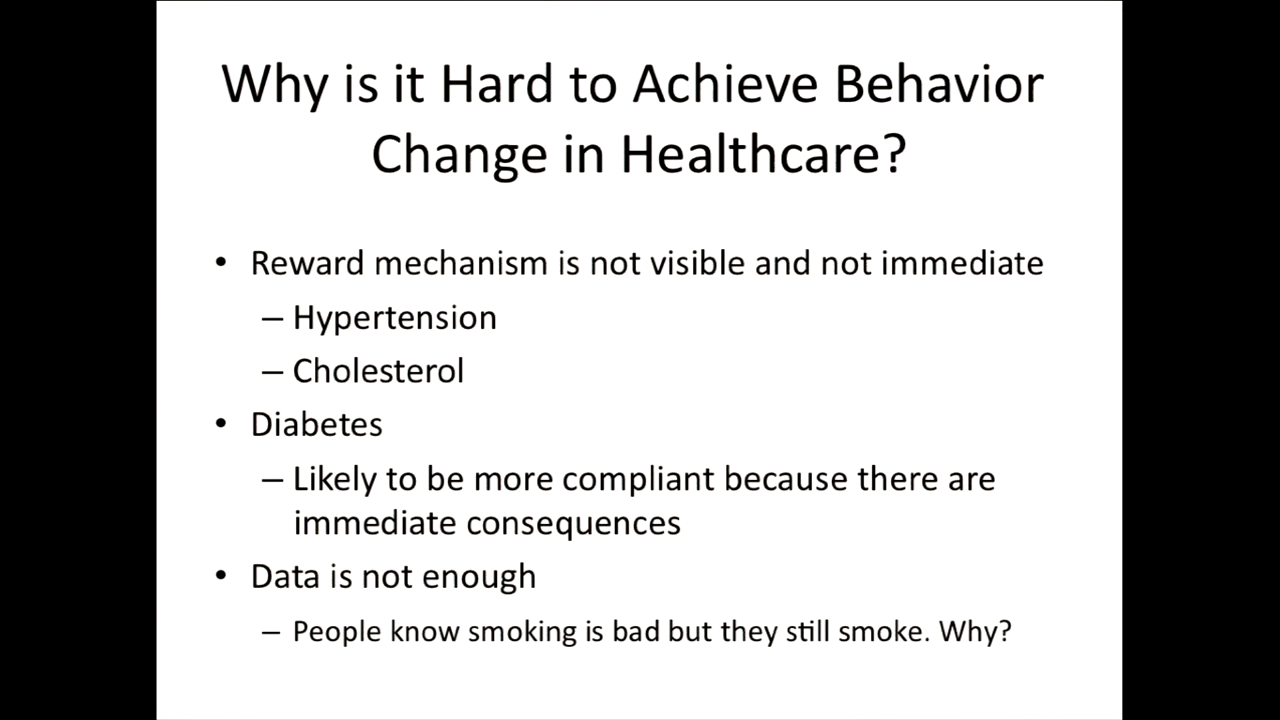 Why is it Hard to Achieve Behavior
Change in Healthcare?
• Reward mechanism is not visible and not immediate
– Hypertension
– Cholesterol
• Diabetes
– Likely to be more compliant because there are
immediate consequences
• Data is not enough
– People know smoking is bad but they still smoke. Why?